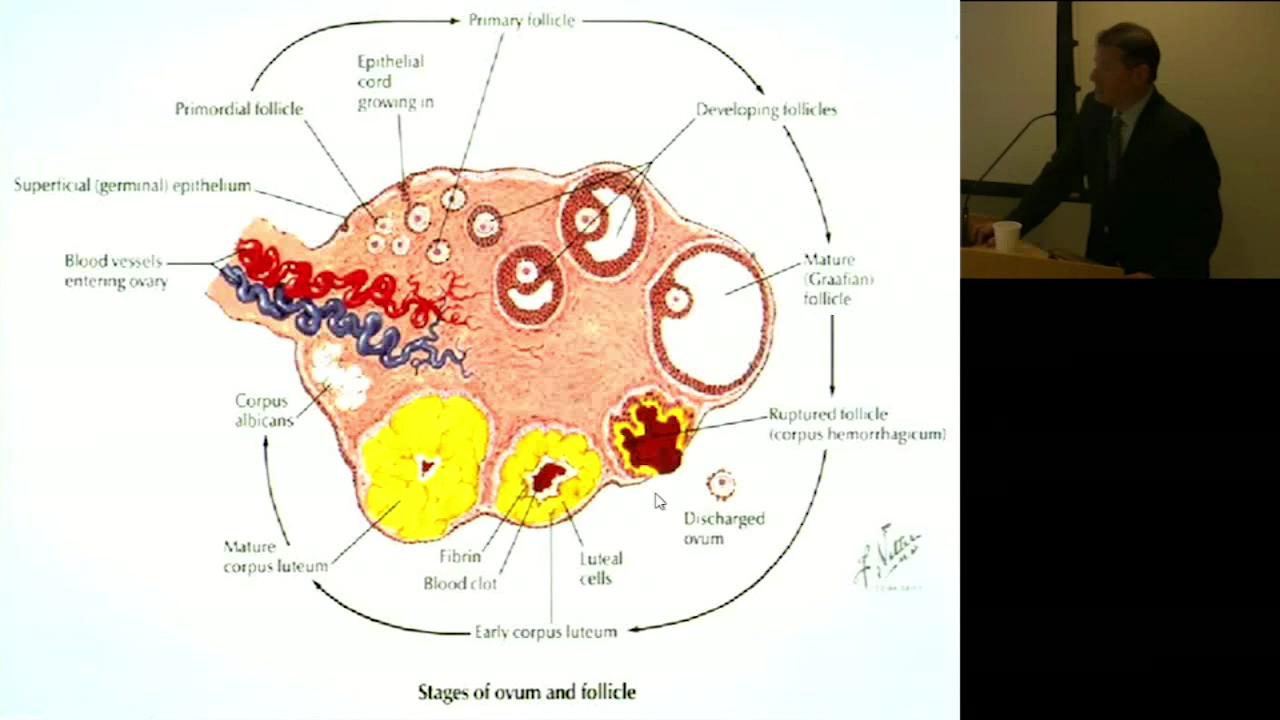 Primary follicle
Epithelial
cord
growing in
Primordial follicle
Developing follicles
Superficial (germinal) epithelium
Blood vessels
entering ovary
Mature
(Graafian)
follicle
Corpus
albicans
Ruptured follicle
(corpus hemorrhagicum)
Discharged
ovum
Mature
corpus luteum
Fibrin
Blood clot
Luteal
cells
Early corpus luteum
Stages of ovum and follicle
F. Netter